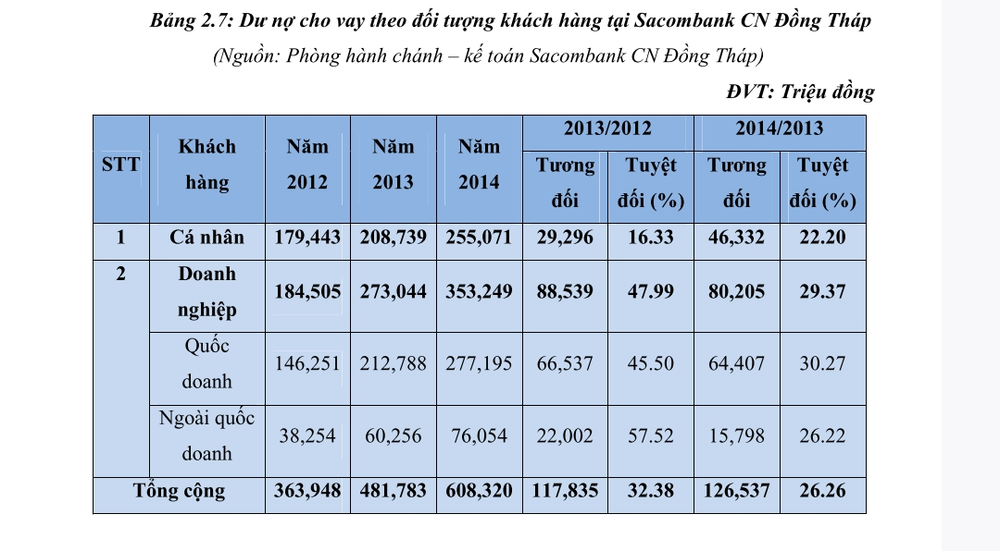 Bảng 2.7: Dư nợ cho vay theo đối tượng khách hàng tại Sacombank CN Đồng Tháp
(Nguồn: Phòng hành chánh – kế toán Sacombank CN Đồng Tháp)
ĐVT: Triệu đồng
STT Khách hàng Năm 2012 Năm 2013 Năm 2014 2013/2012 2014/2013
Tương đối Tuyệt đối (%) Tương đối Tuyệt đối (%)
1 Cá nhân 179,443 208,739 255,071 29,296 16.33 46,332 22.20
2 Doanh nghiệp 184,505 273,044 353,249 88,539 47.99 80,205 29.37
Quốc doanh 146,251 212,788 277,195 66,537 45.50 64,407 30.27
Ngoài quốc doanh 38,254 60,256 76,054 22,002 57.52 15,798 26.22
Tổng cộng 363,948 481,783 608,320 117,835 32.38 126,537 26.26